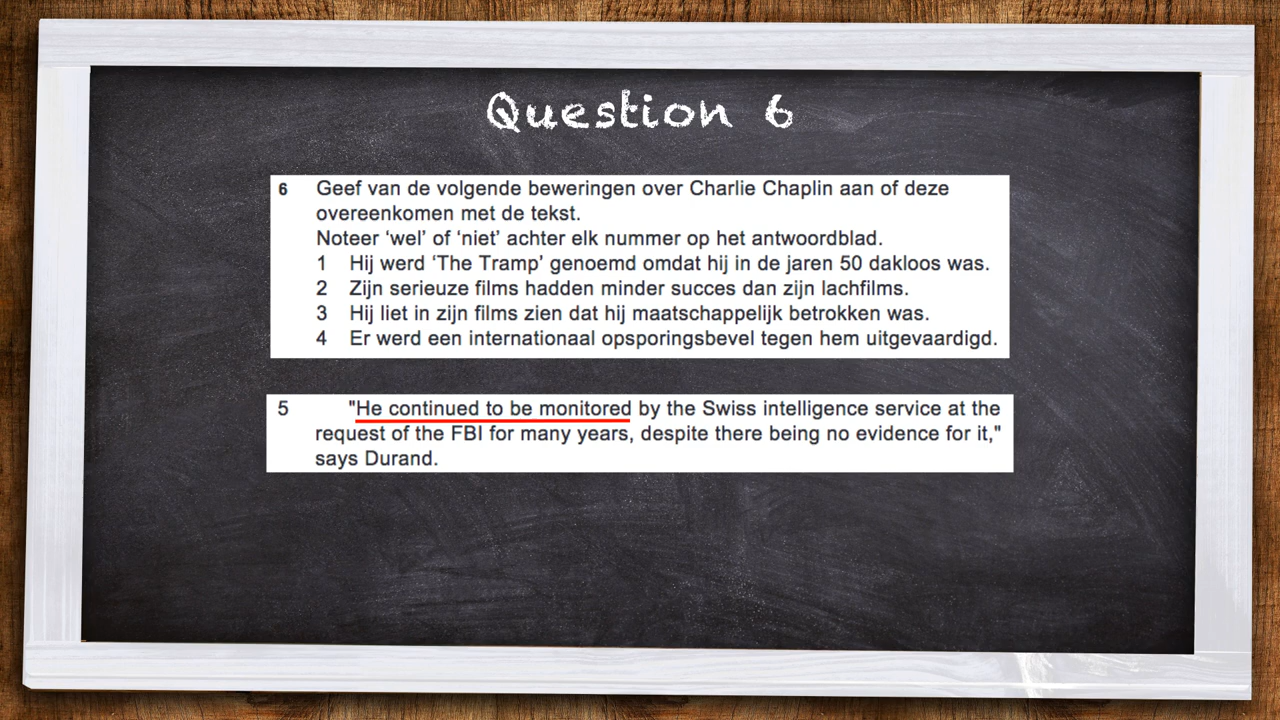 Question 6
6 Geef van de volgende beweringen over Charlie Chaplin aan of deze
overeenkomen met de tekst.
Noteer ‘wel’ of ‘niet’ achter elk nummer op het antwoordblad.
1 Hij werd ‘The Tramp’ genoemd omdat hij in de jaren 50 dakloos was.
2 Zijn serieuze films hadden minder succes dan zijn lachfilms.
3 Hij liet in zijn films zien dat hij maatschappelijk betrokken was.
4 Er werd een internationaal opsporingsbevel tegen hem uitgevaardigd.
5 "He continued to be monitored by the Swiss intelligence service at the
request of the FBI for many years, despite there being no evidence for it,"
says Durand.